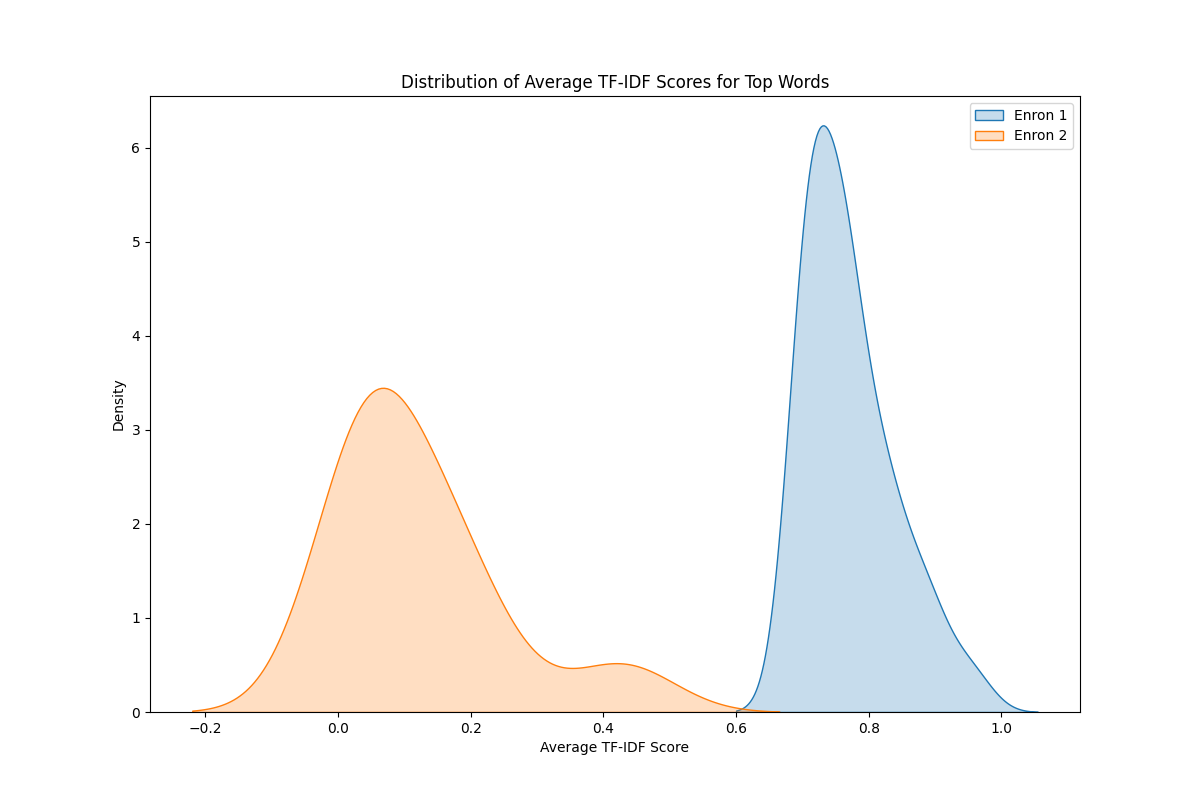 Distribution of Average TF-IDF Scores for Top Words
Enron 1
Enron 2
6
5
4
3
2
1
0
Density
−0.2
0.0
0.2
0.4
0.6
0.8
1.0
Average TF-IDF Score